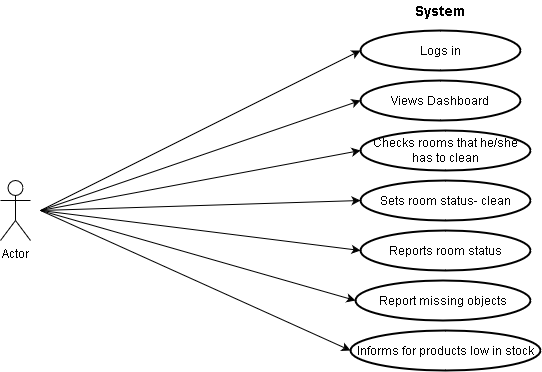 System
Logs in
Views Dashboard
Checks rooms that he/she
has to clean
Sets room status- clean
Actor
Reports room status
Report missing objects
Informs for products low in stock